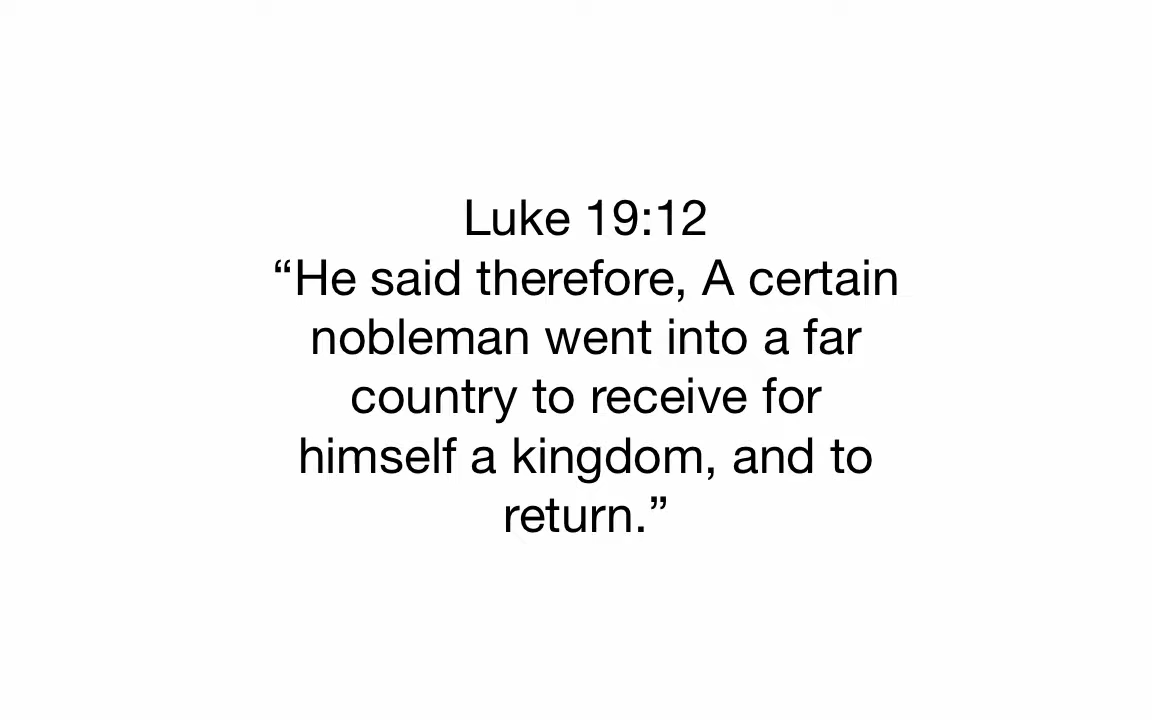 Luke 19:12
“He said therefore, A certain
nobleman went into a far
country to receive for
himself a kingdom, and to
return.”